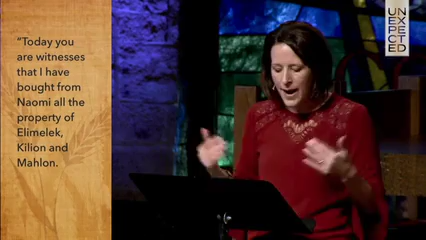 “Today you
are witnesses
that I have
bought from
Naomi all the
property of
Elimelek,
Kilion and
Mahlon.
UNEXPECTED